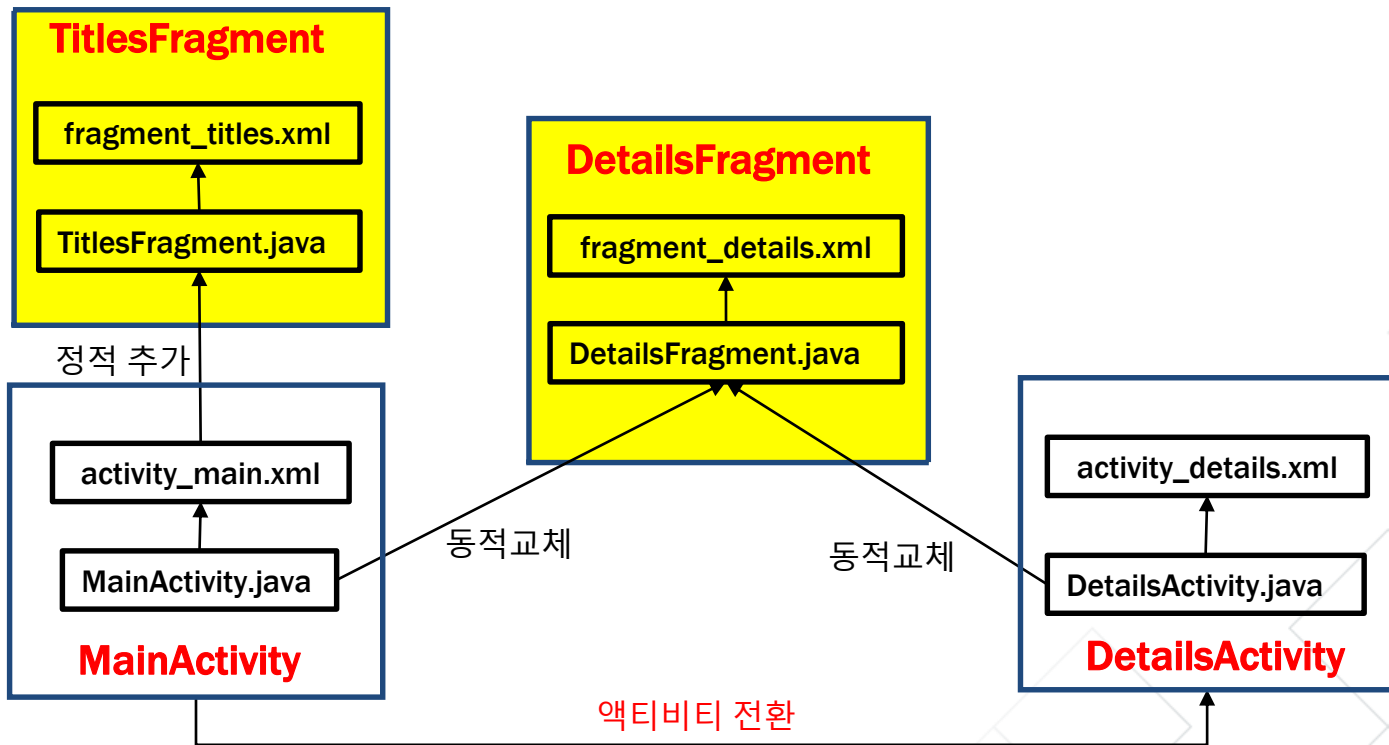 TitlesFragment
fragment_titles.xml
TitlesFragment.java
정적 추가
activity_main.xml
MainActivity.java
MainActivity
DetailsFragment
fragment_details.xml
DetailsFragment.java
동적교체
동적교체
activity_details.xml
DetailsActivity.java
DetailsActivity
액티비티 전환